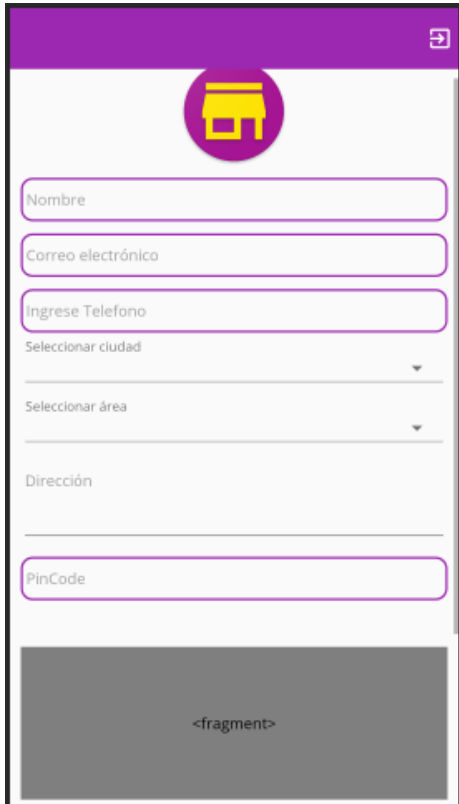 Nombre
Correo electrónico
Ingrese Telefono
Seleccionar ciudad
Seleccionar área
Dirección
PinCode
<fragment>